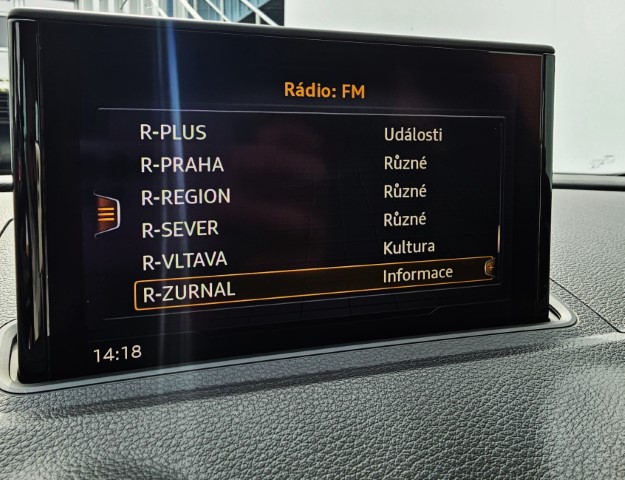 Rádio: FM
R-PLUS Události
R-PRAHA Různé
R-REGION Různé
R-SEVER Různé
R-VLTAVA Kultura
R-ZURNAL Informace
14:18